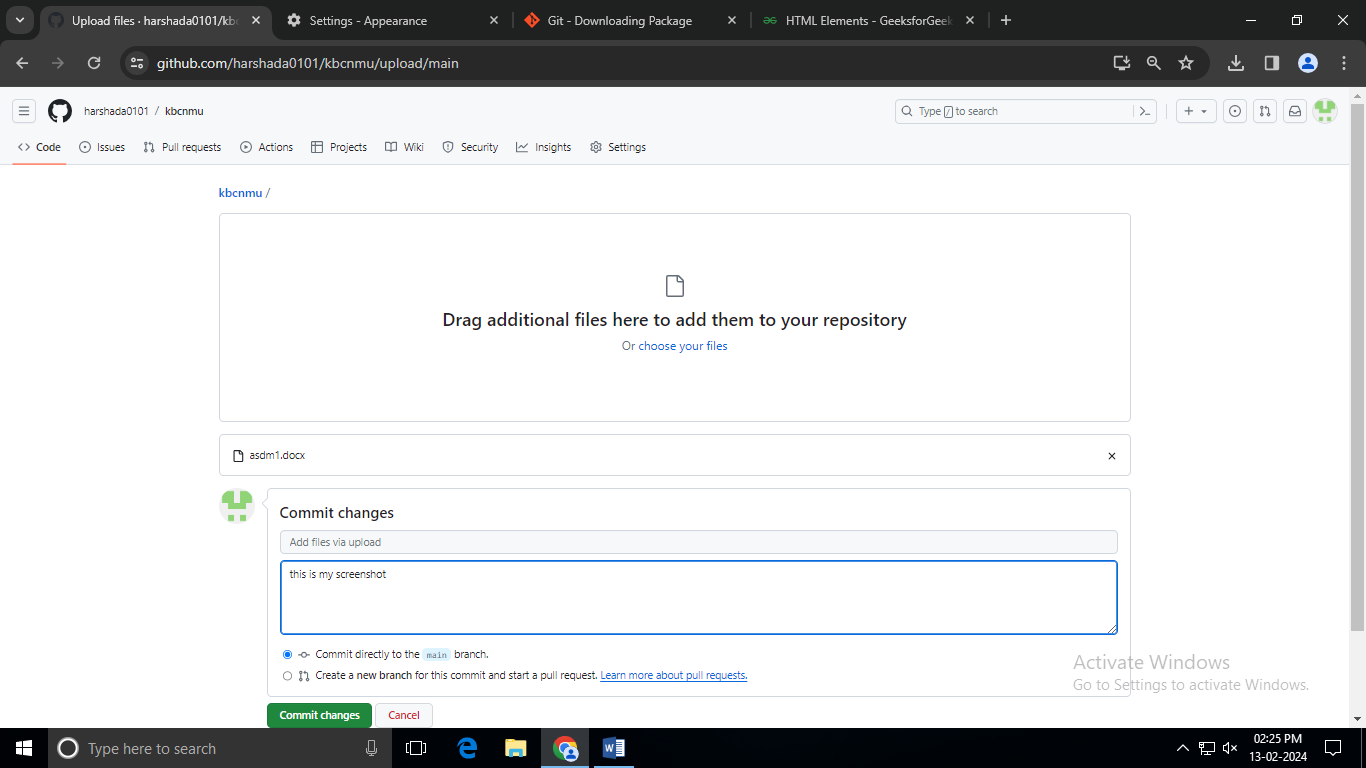 Upload files · harshada0101/kb
Settings - Appearance
Git - Downloading Package
HTML Elements - GeeksforGeek
github.com/harshada0101/kbcnmu/upload/main
harshada0101 / kbcnmu
Type / to search
Code
Issues
Pull requests
Actions
Projects
Wiki
Security
Insights
Settings
kbcnmu /
Drag additional files here to add them to your repository
Or choose your files
asdm1.docx
Commit changes
Add files via upload
this is my screenshot
Commit directly to the main branch.
Create a new branch for this commit and start a pull request. Learn more about pull requests.
Activate Windows
Go to Settings to activate Windows.
Commit changes
Cancel
Type here to search
02:25 PM
13-02-2024